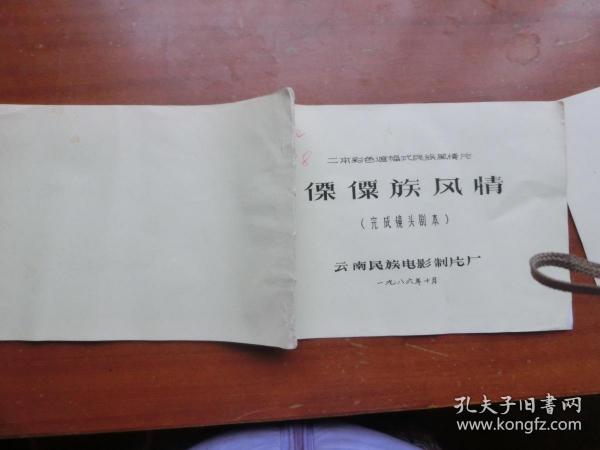 二本彩色遮幅式民族风情片
傈僳族风情
（完成镜头剧本）
云南民族电影制片厂
一九八六年十月
8
孔夫子旧书网
www.kongfz.com